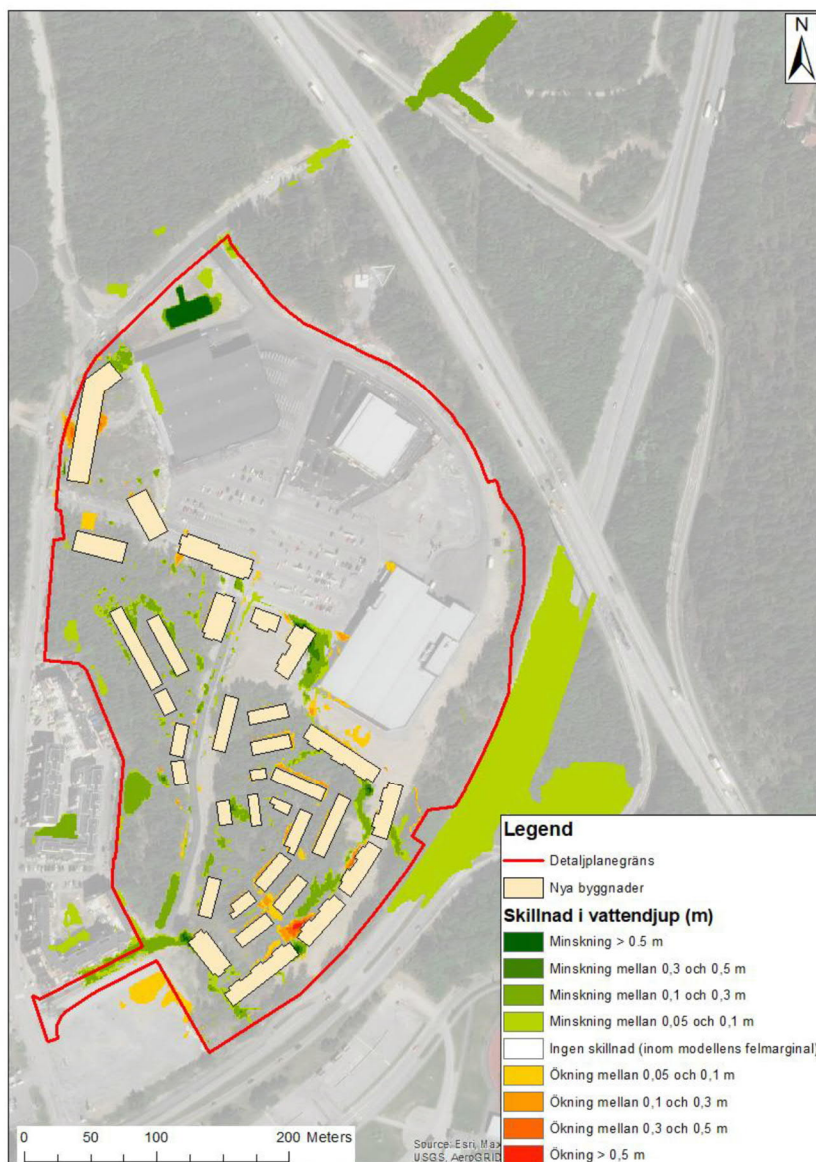 N
Legend
Detaljplanegräns
Nya byggnader
Skillnad i vattendjup (m)
Minskning > 0.5 m
Minskning mellan 0,3 och 0,5 m
Minskning mellan 0,1 och 0,3 m
Minskning mellan 0,05 och 0,1 m
Ingen skillnad (inom modellens felmarginal)
Ökning mellan 0,05 och 0,1 m
Ökning mellan 0,1 och 0,3 m
Ökning mellan 0,3 och 0,5 m
Ökning > 0,5 m
0 50 100 200 Meters
Source: Esri, Max
USGS, AeroGRID